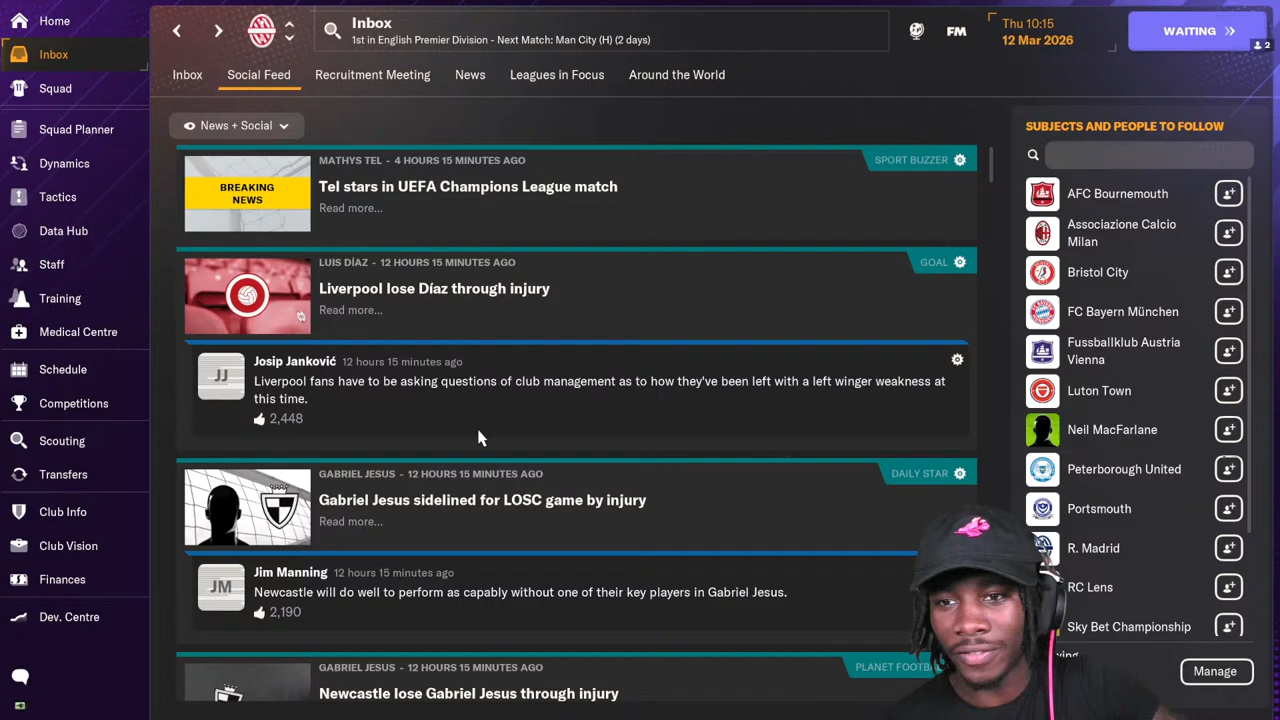 Home
Inbox
Squad
Squad Planner
Dynamics
Tactics
Data Hub
Staff
Training
Medical Centre
Schedule
Competitions
Scouting
Transfers
Club Info
Club Vision
Finances
Dev. Centre
Inbox
1st in English Premier Division - Next Match: Man City (H) (2 days)
FM
Thu 10:15
12 Mar 2026
WAITING
2
Inbox
Social Feed
Recruitment Meeting
News
Leagues in Focus
Around the World
News + Social
MATHYS TEL - 4 HOURS 15 MINUTES AGO
SPORT BUZZER
BREAKING
NEWS
Tel stars in UEFA Champions League match
Read more...
LUIS DÍAZ - 12 HOURS 15 MINUTES AGO
GOAL
Liverpool lose Díaz through injury
Read more...
JJ
Josip Janković 12 hours 15 minutes ago
Liverpool fans have to be asking questions of club management as to how they've been left with a left winger weakness at
this time.
2,448
GABRIEL JESUS - 12 HOURS 15 MINUTES AGO
DAILY STAR
Gabriel Jesus sidelined for LOSC game by injury
Read more...
JM
Jim Manning 12 hours 15 minutes ago
Newcastle will do well to perform as capably without one of their key players in Gabriel Jesus.
2,190
GABRIEL JESUS - 12 HOURS 15 MINUTES AGO
PLANET FOOTBA
Newcastle lose Gabriel Jesus through injury
SUBJECTS AND PEOPLE TO FOLLOW
AFC Bournemouth
Associazione Calcio
Milan
Bristol City
FC Bayern München
Fussballklub Austria
Vienna
Luton Town
Neil MacFarlane
Peterborough United
Portsmouth
R. Madrid
RC Lens
Sky Bet Championship
Manage